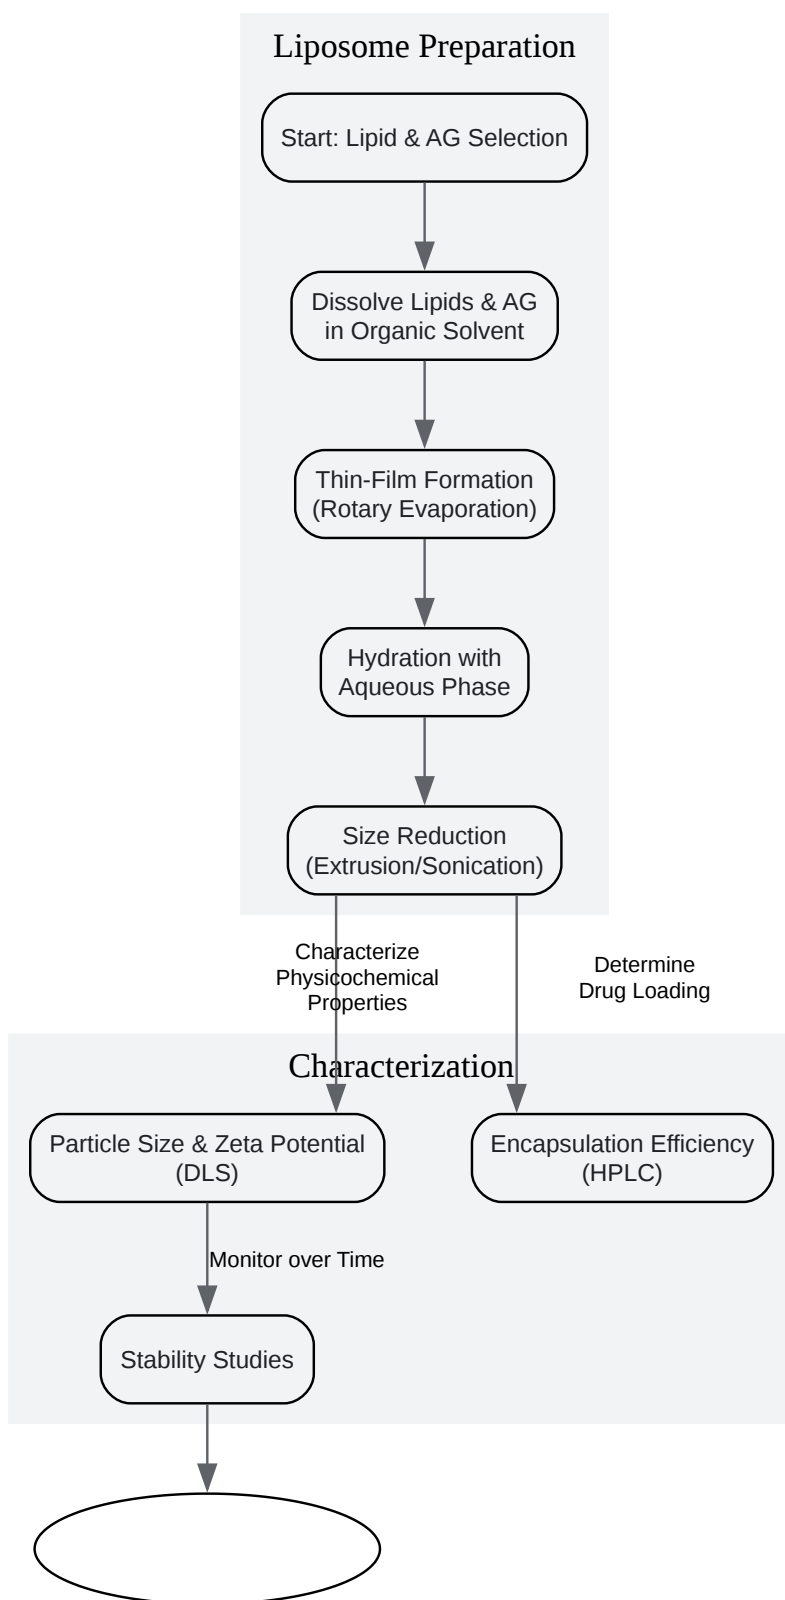 Liposome Preparation
Start: Lipid & AG Selection
Dissolve Lipids & AG
in Organic Solvent
Thin-Film Formation
(Rotary Evaporation)
Hydration with
Aqueous Phase
Size Reduction
(Extrusion/Sonication)
Characterize
Physicochemical
Properties
Determine
Drug Loading
Characterization
Particle Size & Zeta Potential
(DLS)
Encapsulation Efficiency
(HPLC)
Monitor over Time
Stability Studies